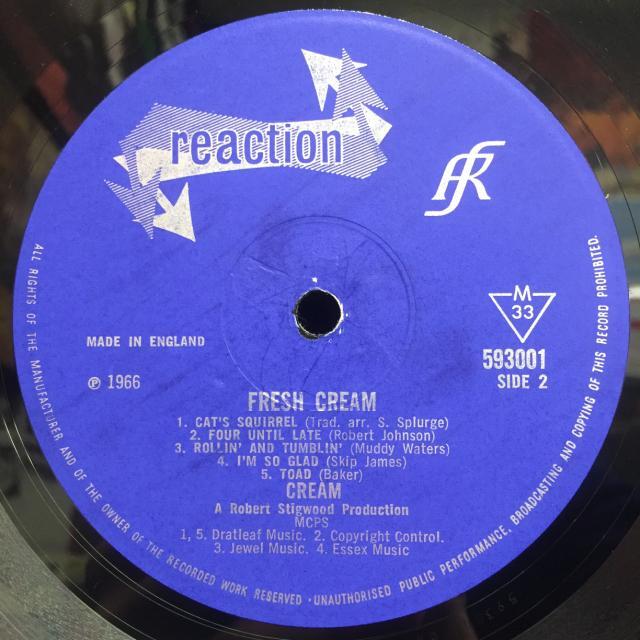 reaction
R
M
33
MADE IN ENGLAND
℗ 1966
593001
SIDE 2
FRESH CREAM
1. CAT'S SQUIRREL (Trad. arr. S. Splurge)
2. FOUR UNTIL LATE (Robert Johnson)
3. ROLLIN' AND TUMBLIN' (Muddy Waters)
4. I'M SO GLAD (Skip James)
5. TOAD (Baker)
CREAM
A Robert Stigwood Production
MCPS
1, 5. Dratleaf Music. 2. Copyright Control.
3. Jewel Music. 4. Essex Music
ALL RIGHTS OF THE MANUFACTURER AND OF THE OWNER OF THE RECORDED WORK RESERVED · UNAUTHORISED PUBLIC PERFORMANCE, BROADCASTING AND COPYING OF THIS RECORD PROHIBITED.